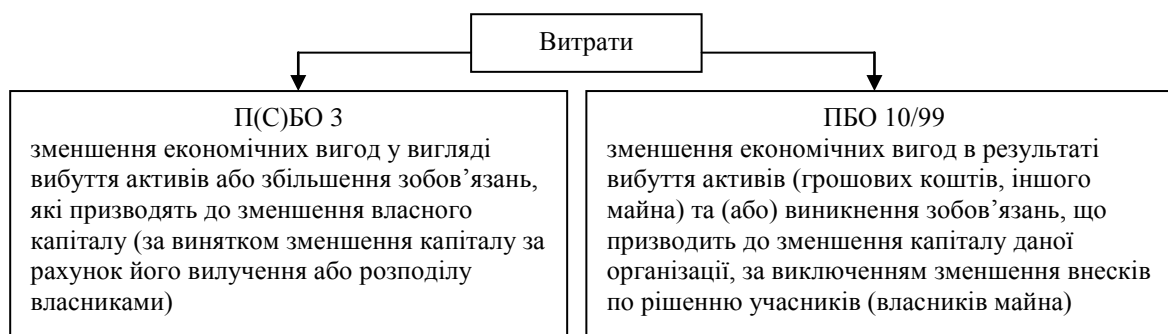 Витрати
П(С)БО 3
зменшення економічних вигод у вигляді
вибуття активів або збільшення зобов’язань,
які призводять до зменшення власного
капіталу (за винятком зменшення капіталу за
рахунок його вилучення або розподілу
власниками)
ПБО 10/99
зменшення економічних вигод в результаті
вибуття активів (грошових коштів, іншого
майна) та (або) виникнення зобов’язань, що
призводить до зменшення капіталу даної
організації, за виключенням зменшення внесків
по рішенню учасників (власників майна)